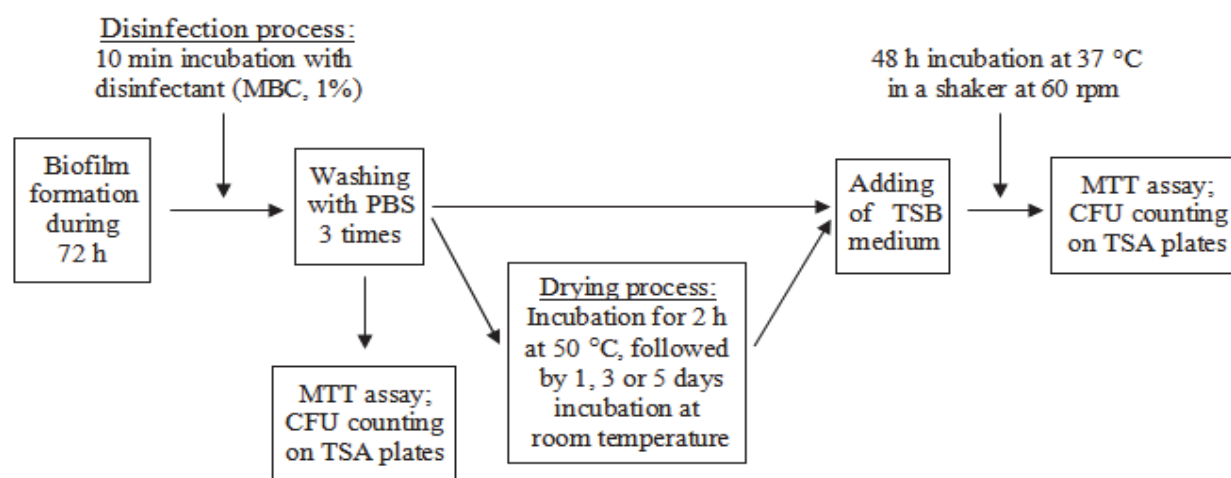 Disinfection process:
10 min incubation with
disinfectant (MBC, 1%)
Biofilm
formation
during
72 h
Washing
with PBS
3 times
MTT assay;
CFU counting
on TSA plates
Drying process:
Incubation for 2 h
at 50 °C, followed
by 1, 3 or 5 days
incubation at
room temperature
Adding
of TSB
medium
48 h incubation at 37 °C
in a shaker at 60 rpm
MTT assay;
CFU counting
on TSA plates